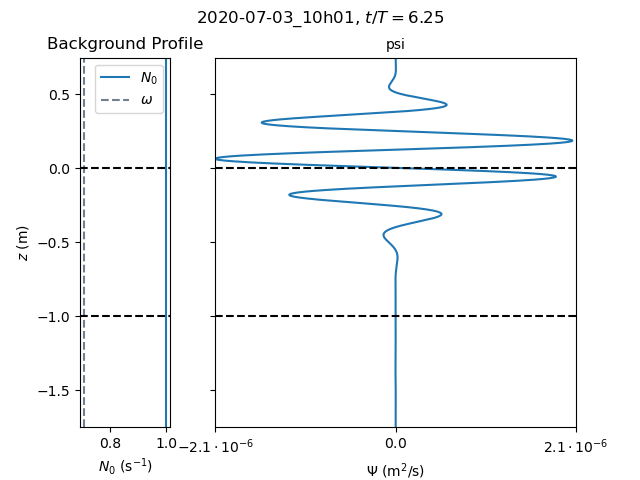 2020-07-03_10h01, t/T = 6.25
Background Profile
psi
N₀
ω
0.5
0.0
−0.5
−1.0
−1.5
z (m)
0.8
1.0
N₀ (s⁻¹)
−2.1 · 10⁻⁶
0.0
2.1 · 10⁻⁶
Ψ (m²/s)